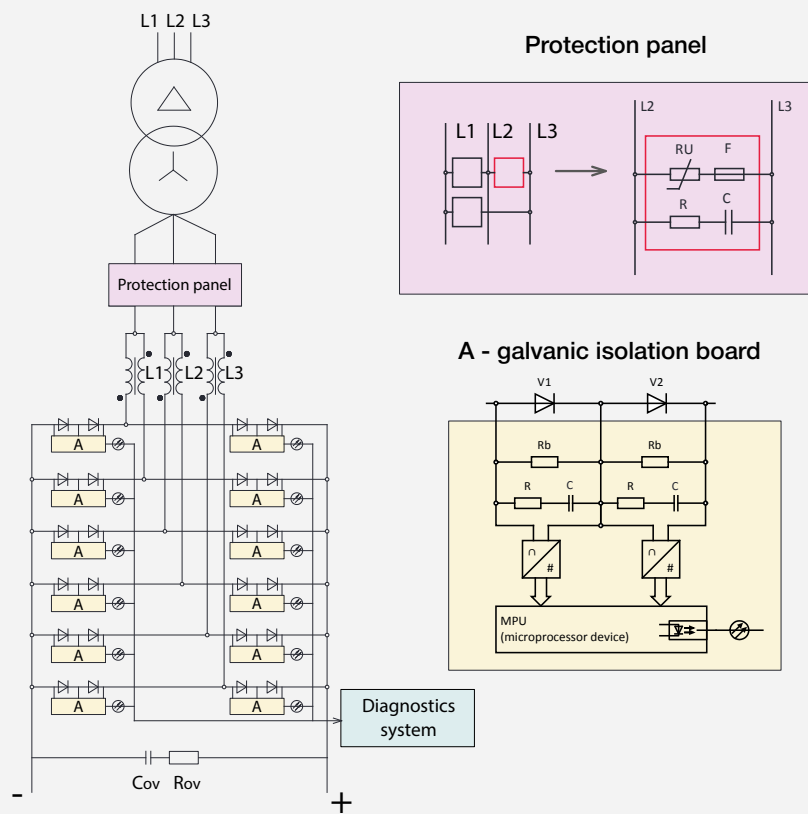 L1 L2 L3
Protection panel
Protection panel
L1 L2 L3
L2
L3
RU
F
R
C
L1
L2
L3
A - galvanic isolation board
V1
V2
Rb
Rb
R
C
R
C
∩
#
∩
#
MPU
(microprocessor device)
A
A
A
A
A
A
A
A
A
A
A
A
Diagnostics
system
Cov
Rov
-
+